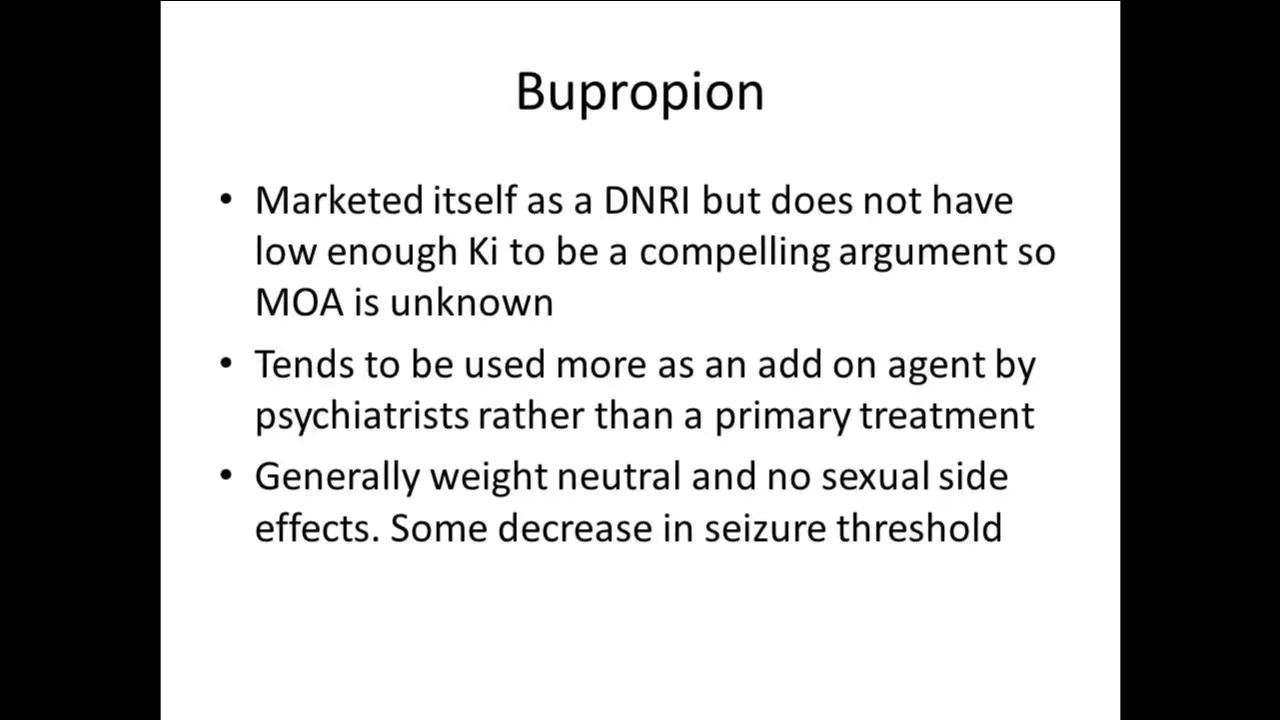 Bupropion
• Marketed itself as a DNRI but does not have
low enough Ki to be a compelling argument so
MOA is unknown
• Tends to be used more as an add on agent by
psychiatrists rather than a primary treatment
• Generally weight neutral and no sexual side
effects. Some decrease in seizure threshold